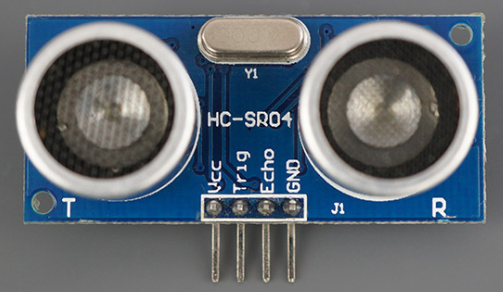 Y1
HC-SR04
Vcc
Trig
Echo
GND
T
J1
R